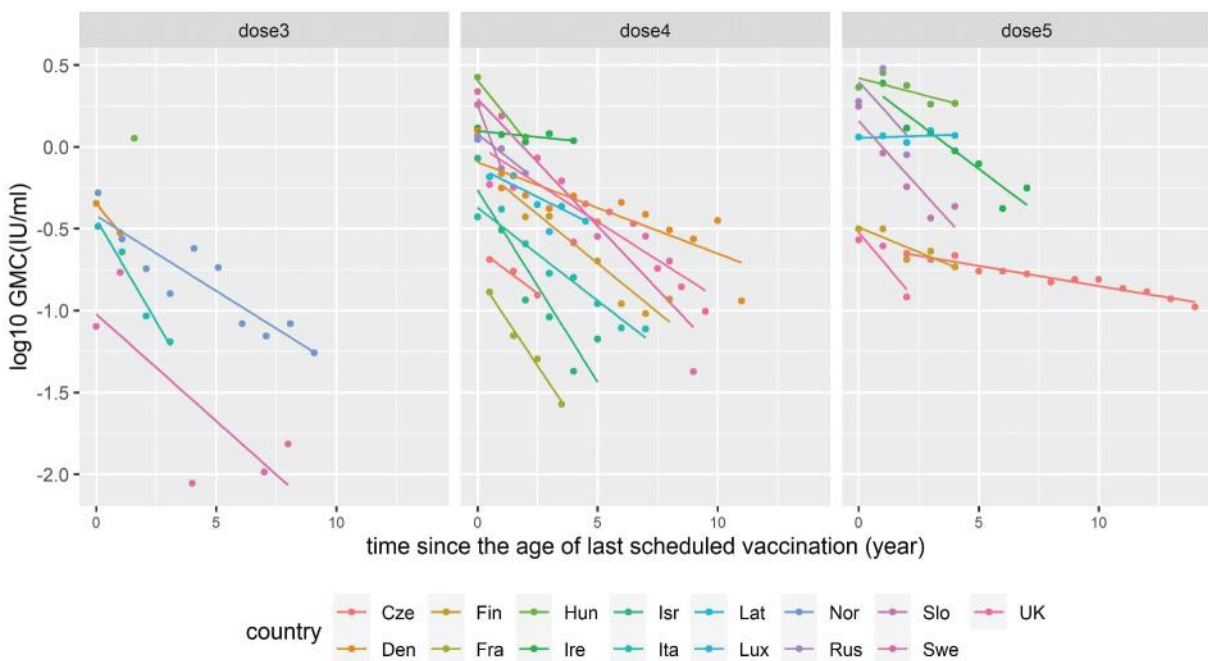 dose3 dose4 dose5
0.5
0.0
-0.5
-1.0
-1.5
-2.0
log10 GMC(IU/ml)
0 5 10 0 5 10 0 5 10
time since the age of last scheduled vaccination (year)
country
Cze Fin Hun Isr Lat Nor Slo UK
Den Fra Ire Ita Lux Rus Swe